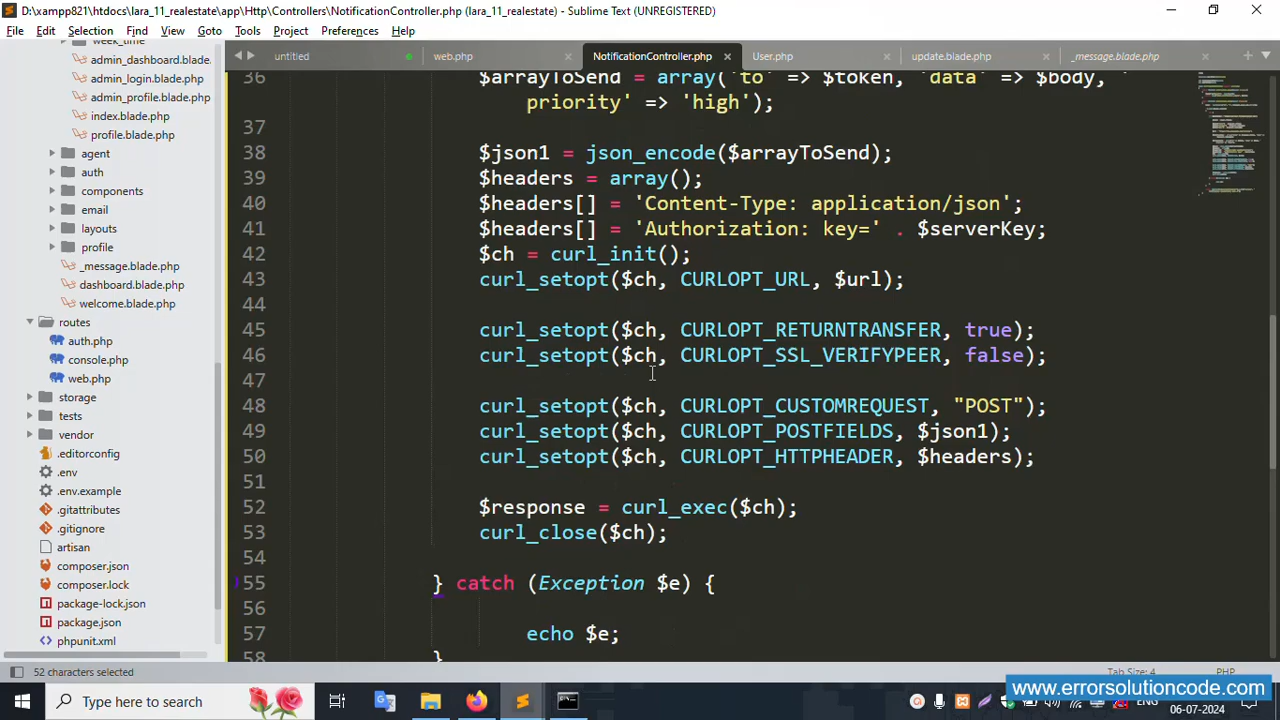 D:\xampp821\htdocs\lara_11_realestate\app\Http\Controllers\NotificationController.php (lara_11_realestate) - Sublime Text (UNREGISTERED)
File Edit Selection Find View Goto Tools Project Preferences Help
week_time
admin_dashboard.blade.
admin_login.blade.php
admin_profile.blade.php
index.blade.php
profile.blade.php
agent
auth
components
email
layouts
profile
_message.blade.php
dashboard.blade.php
welcome.blade.php
routes
auth.php
console.php
web.php
storage
tests
vendor
.editorconfig
.env
.env.example
.gitattributes
.gitignore
artisan
composer.json
composer.lock
package-lock.json
package.json
phpunit.xml
untitled web.php NotificationController.php User.php update.blade.php _message.blade.php
36 $arrayToSend = array('to' => $token, 'data' => $body, '
priority' => 'high');
37
38 $json1 = json_encode($arrayToSend);
39 $headers = array();
40 $headers[] = 'Content-Type: application/json';
41 $headers[] = 'Authorization: key=' . $serverKey;
42 $ch = curl_init();
43 curl_setopt($ch, CURLOPT_URL, $url);
44
45 curl_setopt($ch, CURLOPT_RETURNTRANSFER, true);
46 curl_setopt($ch, CURLOPT_SSL_VERIFYPEER, false);
47
48 curl_setopt($ch, CURLOPT_CUSTOMREQUEST, "POST");
49 curl_setopt($ch, CURLOPT_POSTFIELDS, $json1);
50 curl_setopt($ch, CURLOPT_HTTPHEADER, $headers);
51
52 $response = curl_exec($ch);
53 curl_close($ch);
54
55 } catch (Exception $e) {
56
57 echo $e;
58 }
52 characters selected Tab Size: 4 PHP
www.errorsolutioncode.com
Type here to search ENG 06-07-2024